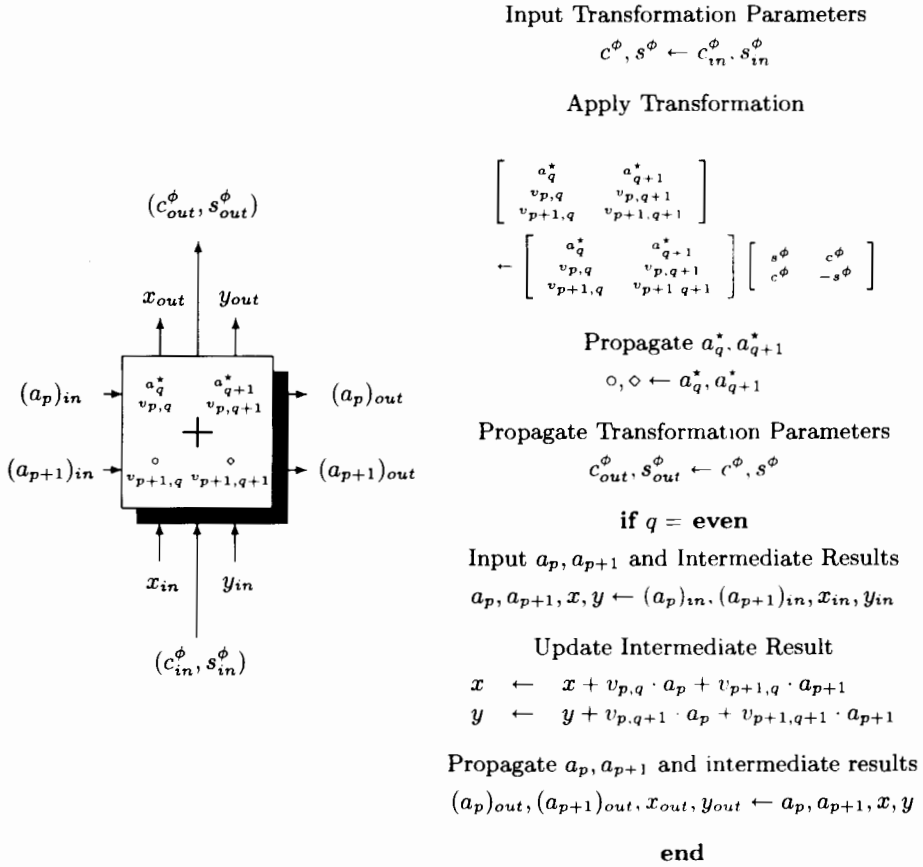 (c^ϕ_out, s^ϕ_out)
x_out y_out
(a_p)_in
a*_q a*_{q+1}
v_{p,q} v_{p,q+1}
(a_p)_out
+
(a_{p+1})_in
∘ ⋄
v_{p+1,q} v_{p+1,q+1}
(a_{p+1})_out
x_in y_in
(c^ϕ_in, s^ϕ_in)
Input Transformation Parameters
c^ϕ, s^ϕ ← c^ϕ_in, s^ϕ_in
Apply Transformation
[ a*_q a*_{q+1}
v_{p,q} v_{p,q+1}
v_{p+1,q} v_{p+1,q+1} ]
← [ a*_q a*_{q+1}
v_{p,q} v_{p,q+1}
v_{p+1,q} v_{p+1 q+1} ] [ s^ϕ c^ϕ
c^ϕ −s^ϕ ]
Propagate a*_q, a*_{q+1}
∘, ⋄ ← a*_q, a*_{q+1}
Propagate Transformation Parameters
c^ϕ_out, s^ϕ_out ← c^ϕ, s^ϕ
if q = even
Input a_p, a_{p+1} and Intermediate Results
a_p, a_{p+1}, x, y ← (a_p)_in, (a_{p+1})_in, x_in, y_in
Update Intermediate Result
x ← x + v_{p,q} · a_p + v_{p+1,q} · a_{p+1}
y ← y + v_{p,q+1} · a_p + v_{p+1,q+1} · a_{p+1}
Propagate a_p, a_{p+1} and intermediate results
(a_p)_out, (a_{p+1})_out, x_out, y_out ← a_p, a_{p+1}, x, y
end